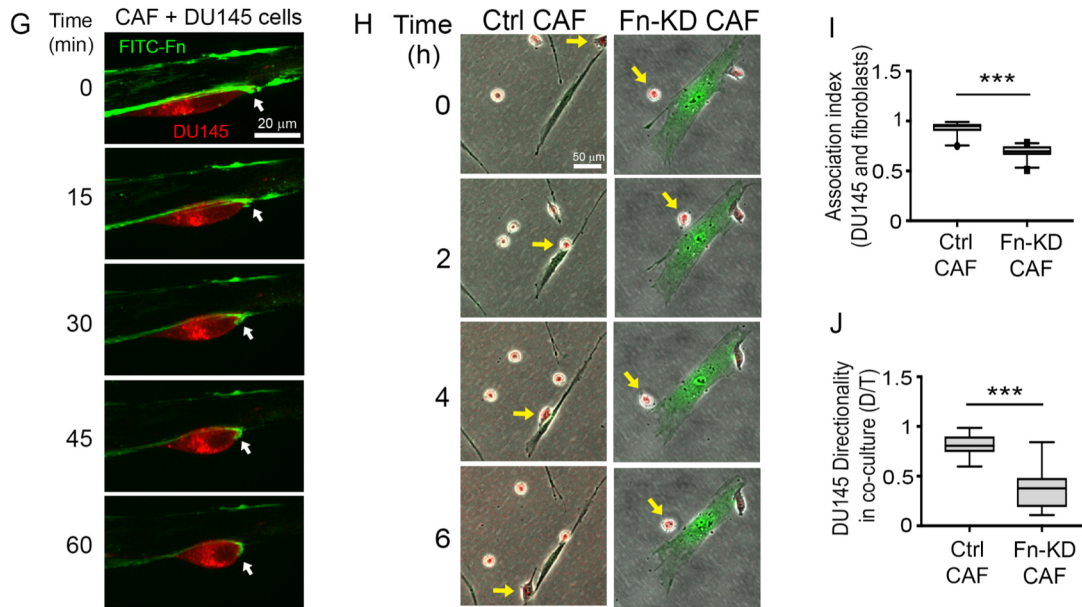 G
Time
(min)
CAF + DU145 cells
FITC-Fn
DU145
20 μm
0
15
30
45
60
H
Time
(h)
Ctrl CAF
Fn-KD CAF
50 μm
0
2
4
6
I
Association index
(DU145 and fibroblasts)
1.5
1
0.5
0
***
Ctrl
CAF
Fn-KD
CAF
J
DU145 Directionality
in co-culture (D/T)
1.5
1
0.5
0
***
Ctrl
CAF
Fn-KD
CAF